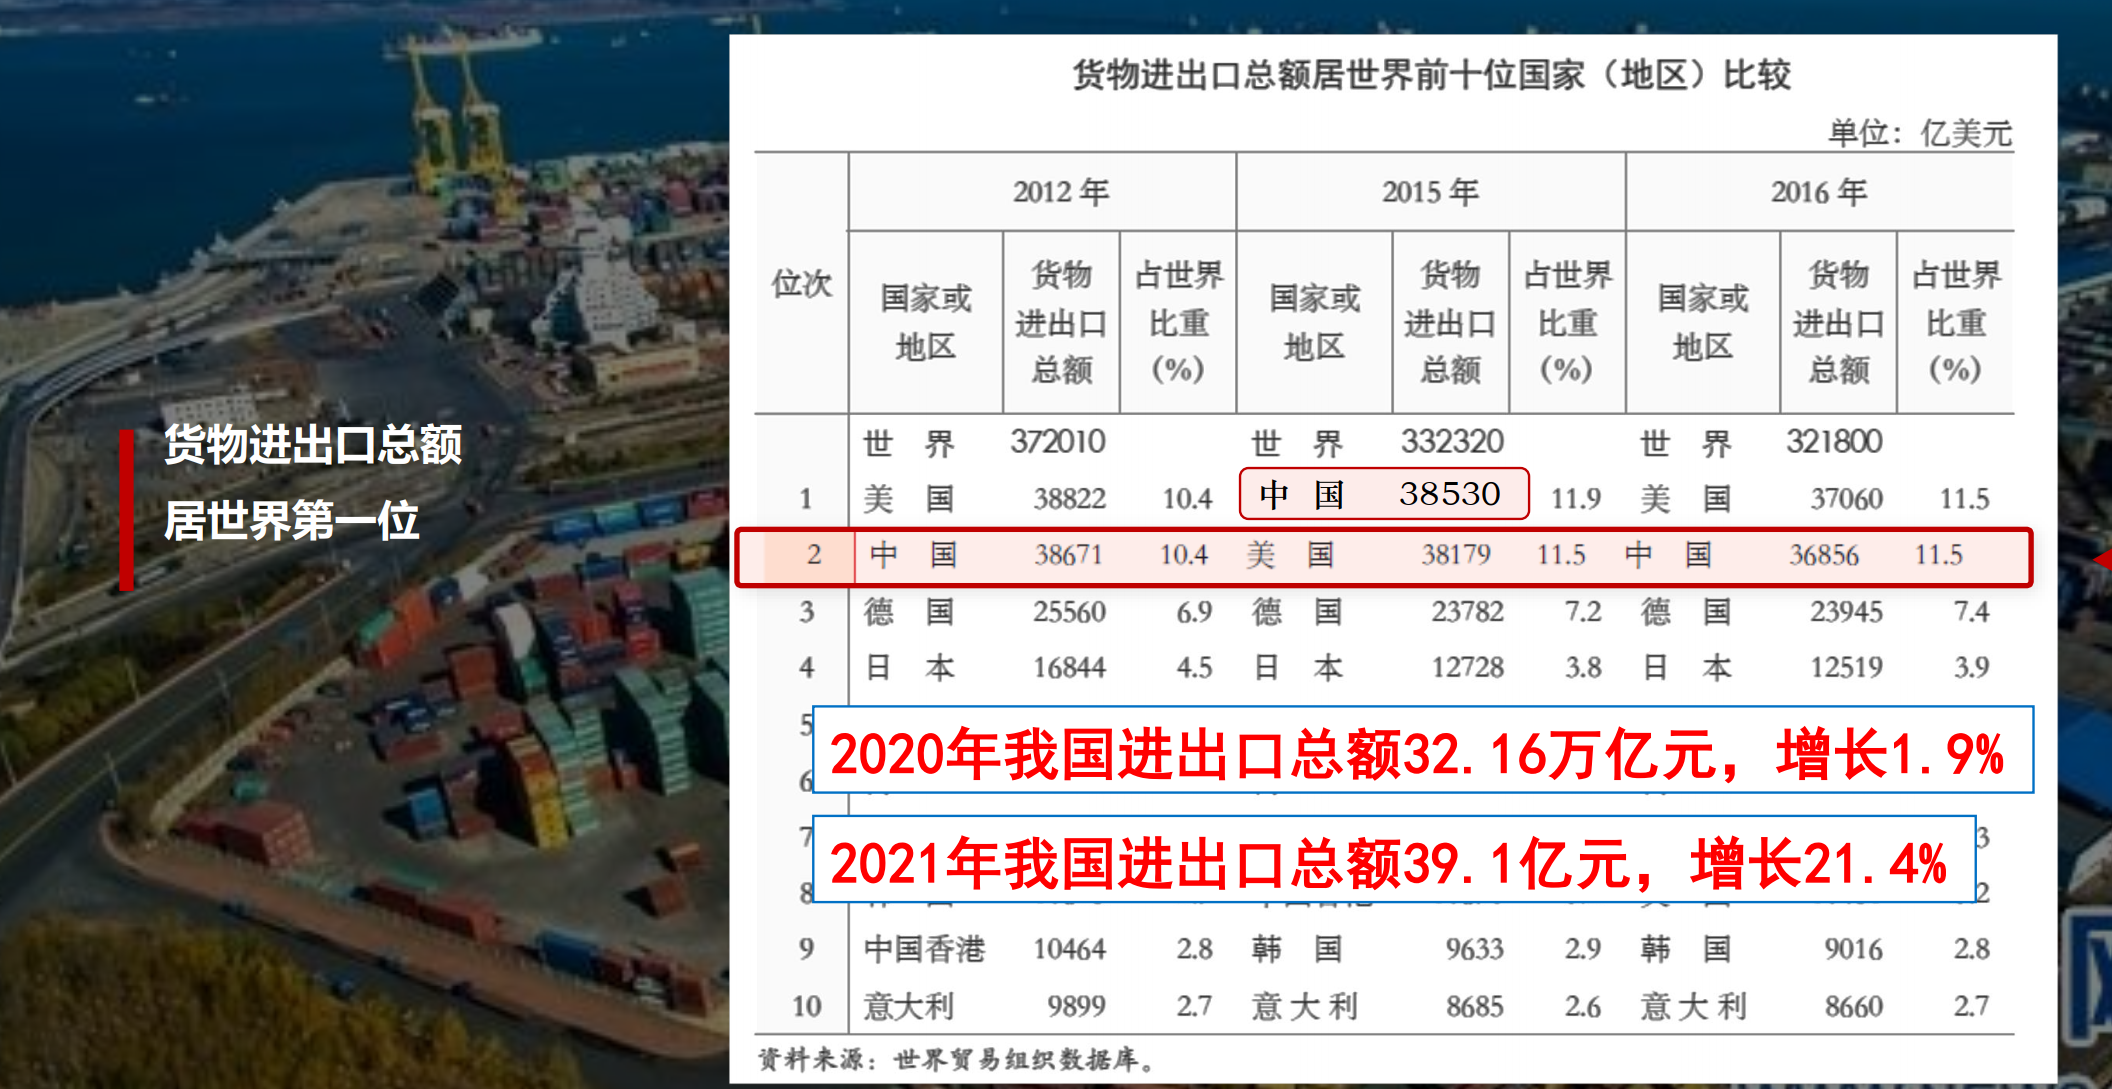 货物进出口总额
居世界第一位
货物进出口总额居世界前十位国家（地区）比较
单位：亿美元
位次 2012 年 2015 年 2016 年
国家或地区 货物进出口总额 占世界比重(%) 国家或地区 货物进出口总额 占世界比重(%) 国家或地区 货物进出口总额 占世界比重(%)
世 界 372010 世 界 332320 世 界 321800
1 美 国 38822 10.4 中 国 38530 11.9 美 国 37060 11.5
2 中 国 38671 10.4 美 国 38179 11.5 中 国 36856 11.5
3 德 国 25560 6.9 德 国 23782 7.2 德 国 23945 7.4
4 日 本 16844 4.5 日 本 12728 3.8 日 本 12519 3.9
5
2020年我国进出口总额32.16万亿元，增长1.9%
6
7 3
2021年我国进出口总额39.1亿元，增长21.4%
8 2
9 中国香港 10464 2.8 韩 国 9633 2.9 韩 国 9016 2.8
10 意大利 9899 2.7 意大利 8685 2.6 意大利 8660 2.7
资料来源：世界贸易组织数据库。